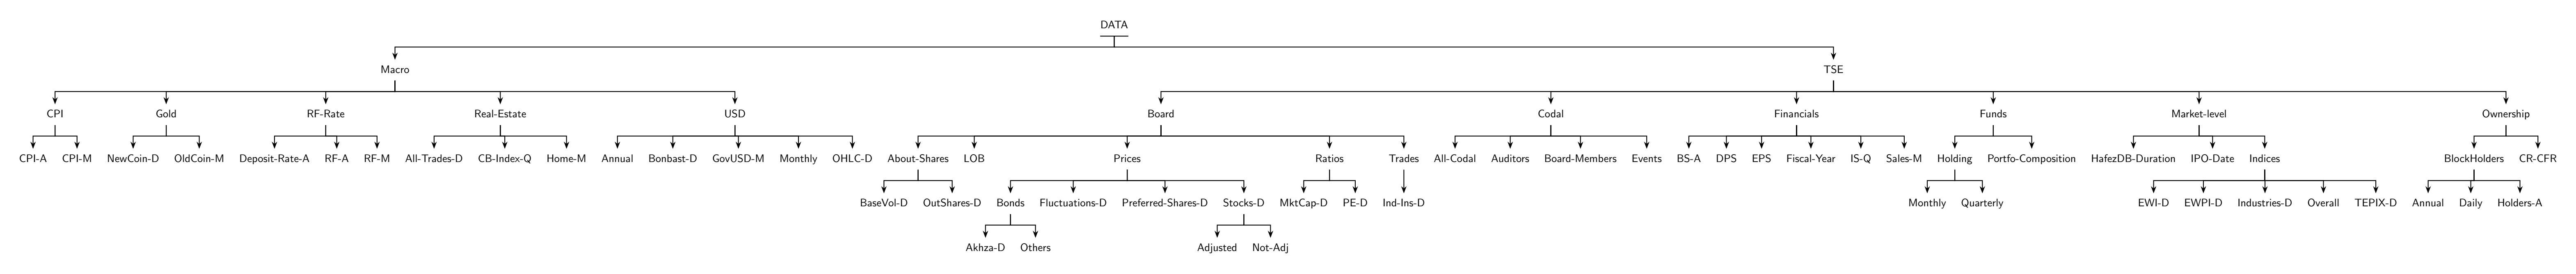 DATA
Macro TSE
CPI Gold RF-Rate Real-Estate USD Board Codal Financials Funds Market-level Ownership
CPI-A CPI-M NewCoin-D OldCoin-M Deposit-Rate-A RF-A RF-M All-Trades-D CB-Index-Q Home-M Annual Bonbast-D GovUSD-M Monthly OHLC-D About-Shares LOB Prices Ratios Trades All-Codal Auditors Board-Members Events BS-A DPS EPS Fiscal-Year IS-Q Sales-M Holding Portfo-Composition HafezDB-Duration IPO-Date Indices BlockHolders CR-CFR
BaseVol-D OutShares-D Bonds Fluctuations-D Preferred-Shares-D Stocks-D MktCap-D PE-D Ind-Ins-D Monthly Quarterly EWI-D EWPI-D Industries-D Overall TEPIX-D Annual Daily Holders-A
Akhza-D Others Adjusted Not-Adj